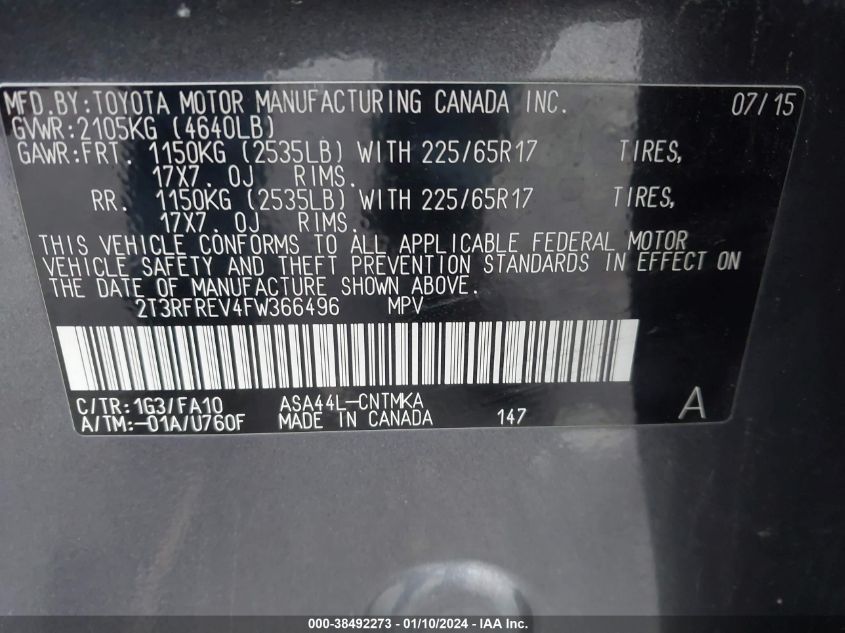 MFD.BY:TOYOTA MOTOR MANUFACTURING CANADA INC. 07/15
GVWR:2105KG (4640LB)
GAWR:FRT. 1150KG (2535LB) WITH 225/65R17 TIRES,
17X7.0J RIMS.
RR. 1150KG (2535LB) WITH 225/65R17 TIRES,
17X7.0J RIMS.
THIS VEHICLE CONFORMS TO ALL APPLICABLE FEDERAL MOTOR
VEHICLE SAFETY AND THEFT PREVENTION STANDARDS IN EFFECT ON
THE DATE OF MANUFACTURE SHOWN ABOVE.
2T3RFREV4FW366496 MPV
C/TR:1G3/FA10 ASA44L-CNTMKA
A/TM:-01A/U760F MADE IN CANADA 147 A
000-38492273 - 01/10/2024 - IAA Inc.